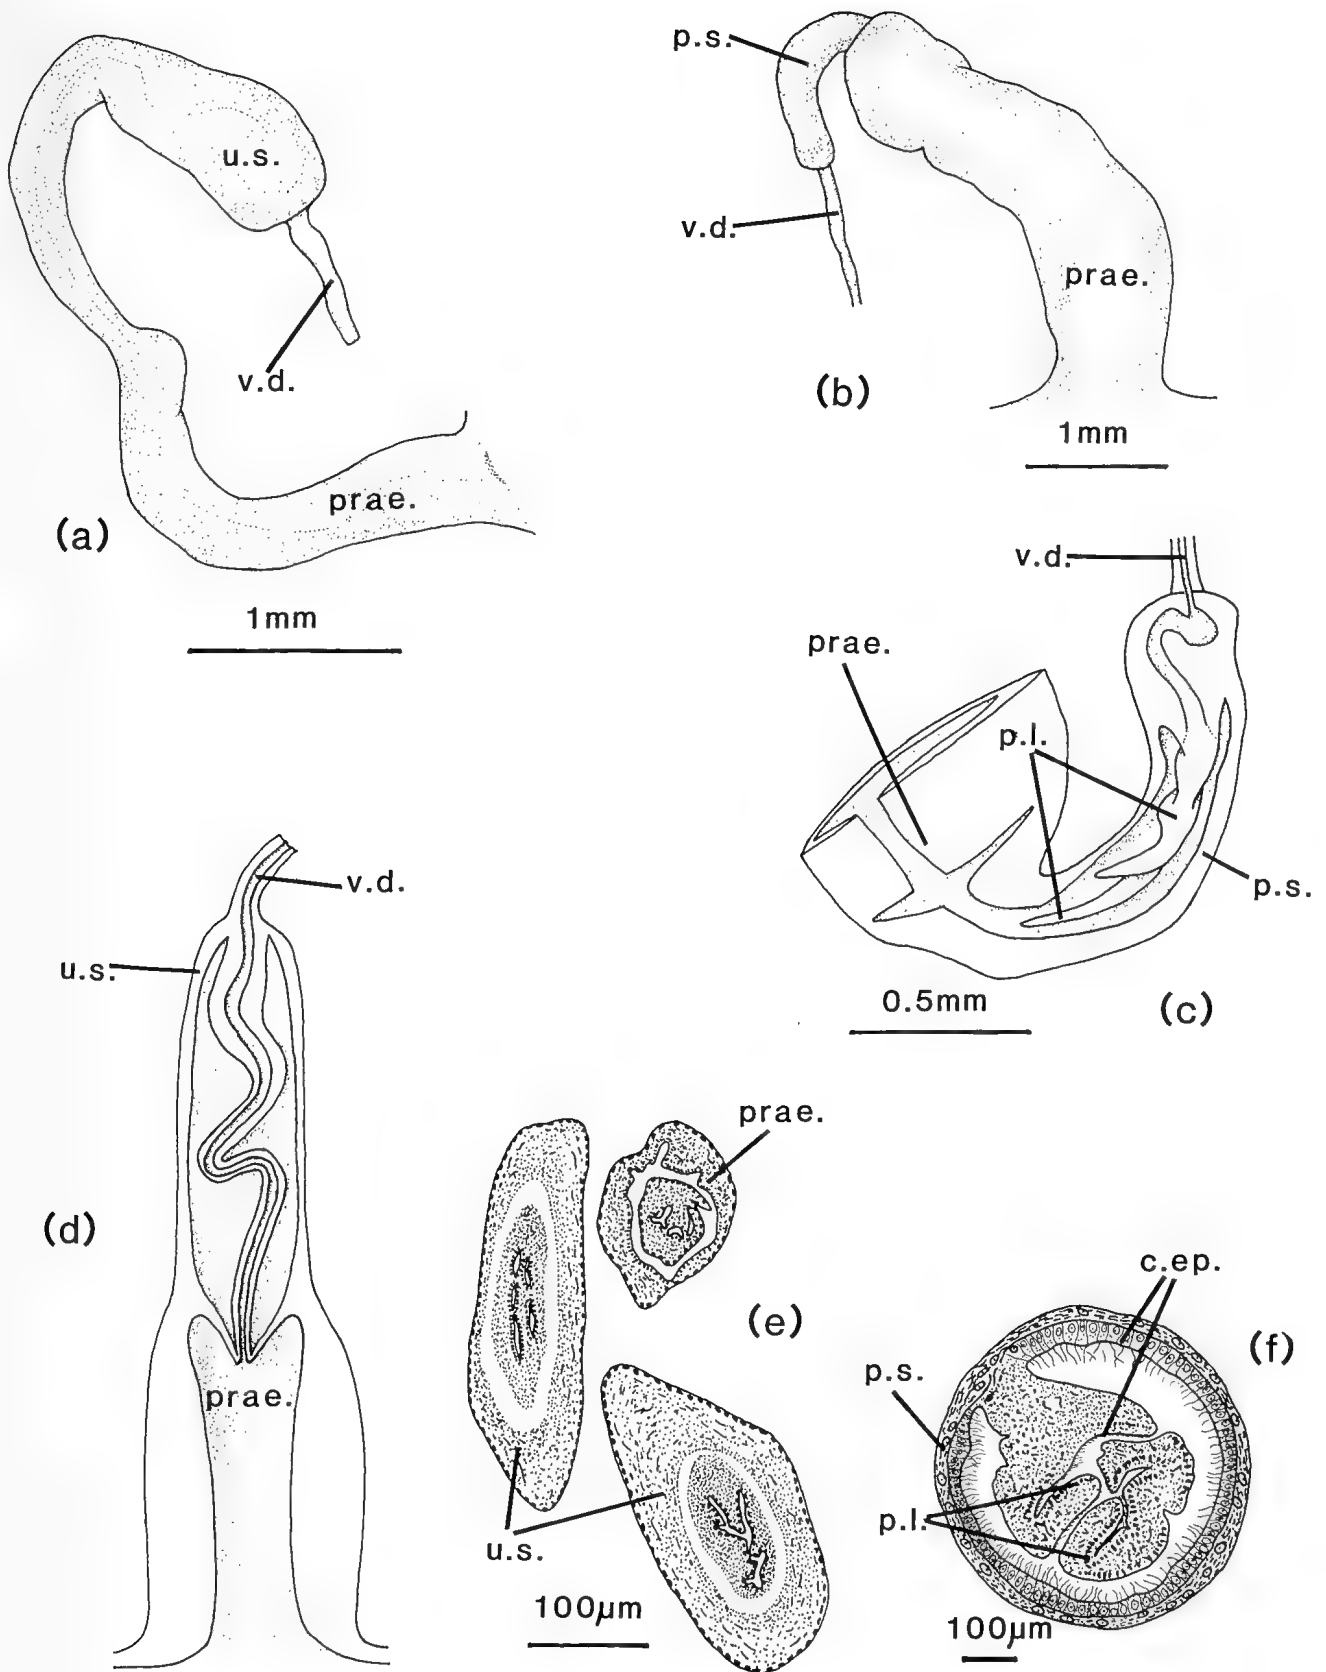 u.s.
v.d.
prae.
(a)
1mm
p.s.
v.d.
prae.
(b)
1mm
v.d.
prae.
p.l.
p.s.
0.5mm
(c)
v.d.
u.s.
(d)
prae.
prae.
(e)
u.s.
100µm
c.ep.
(f)
p.s.
p.l.
100µm